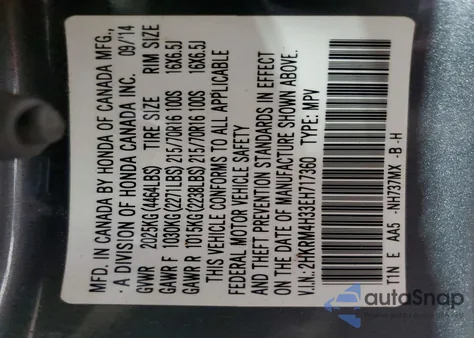 MFD. IN CANADA BY HONDA OF CANADA MFG.,
A DIVISION OF HONDA CANADA INC. 09/14
GVWR 2025KG(4464LBS) TIRE SIZE RIM SIZE
GAWR F 1030KG(2271LBS) 215/70R16 100S 16X6.5J
GAWR R 1015KG(2238LBS) 215/70R16 100S 16X6.5J
THIS VEHICLE CONFORMS TO ALL APPLICABLE
FEDERAL MOTOR VEHICLE SAFETY
AND THEFT PREVENTION STANDARDS IN EFFECT
ON THE DATE OF MANUFACTURE SHOWN ABOVE.
V.I.N: 2HKRM4H33EH717360 TYPE: MPV
T1N E AA5 -NH737MX -B -H
autoSnap